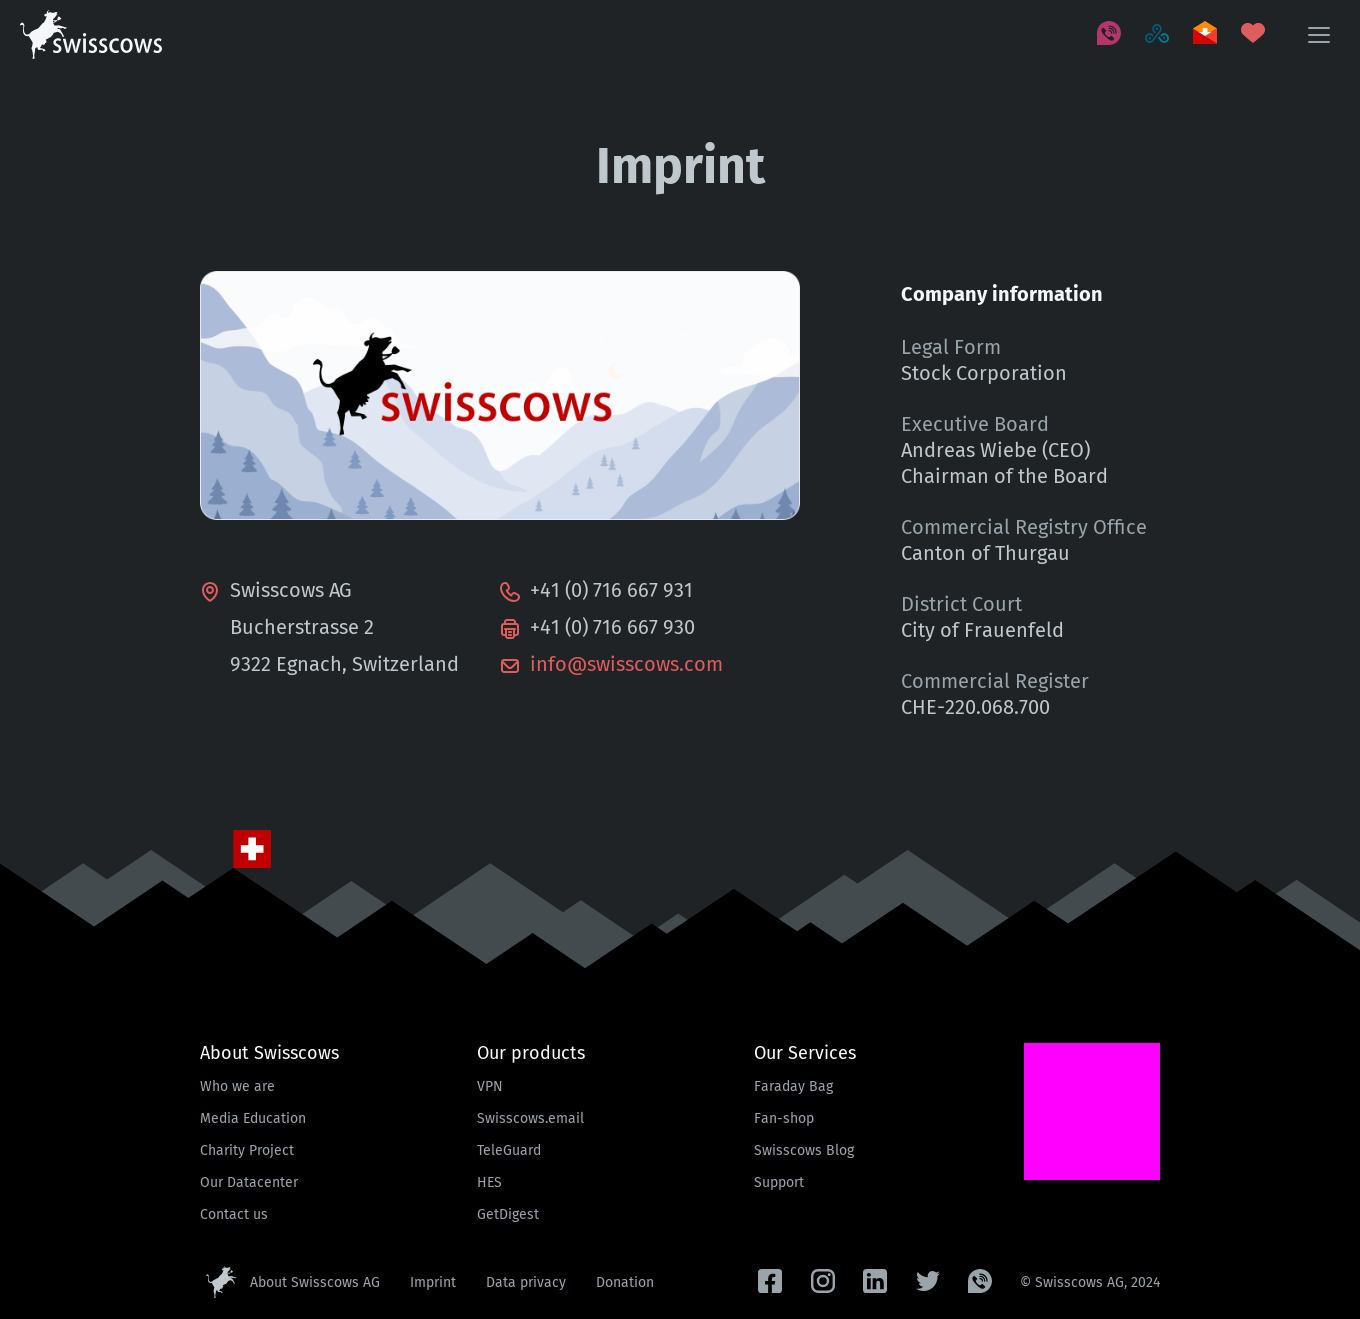 swisscows
Imprint
swisscows
Swisscows AG
Bucherstrasse 2
9322 Egnach, Switzerland
+41 (0) 716 667 931
+41 (0) 716 667 930
info@swisscows.com
Company information
Legal Form
Stock Corporation
Executive Board
Andreas Wiebe (CEO)
Chairman of the Board
Commercial Registry Office
Canton of Thurgau
District Court
City of Frauenfeld
Commercial Register
CHE-220.068.700
About Swisscows
Who we are
Media Education
Charity Project
Our Datacenter
Contact us
Our products
VPN
Swisscows.email
TeleGuard
HES
GetDigest
Our Services
Faraday Bag
Fan-shop
Swisscows Blog
Support
About Swisscows AG
Imprint
Data privacy
Donation
© Swisscows AG, 2024